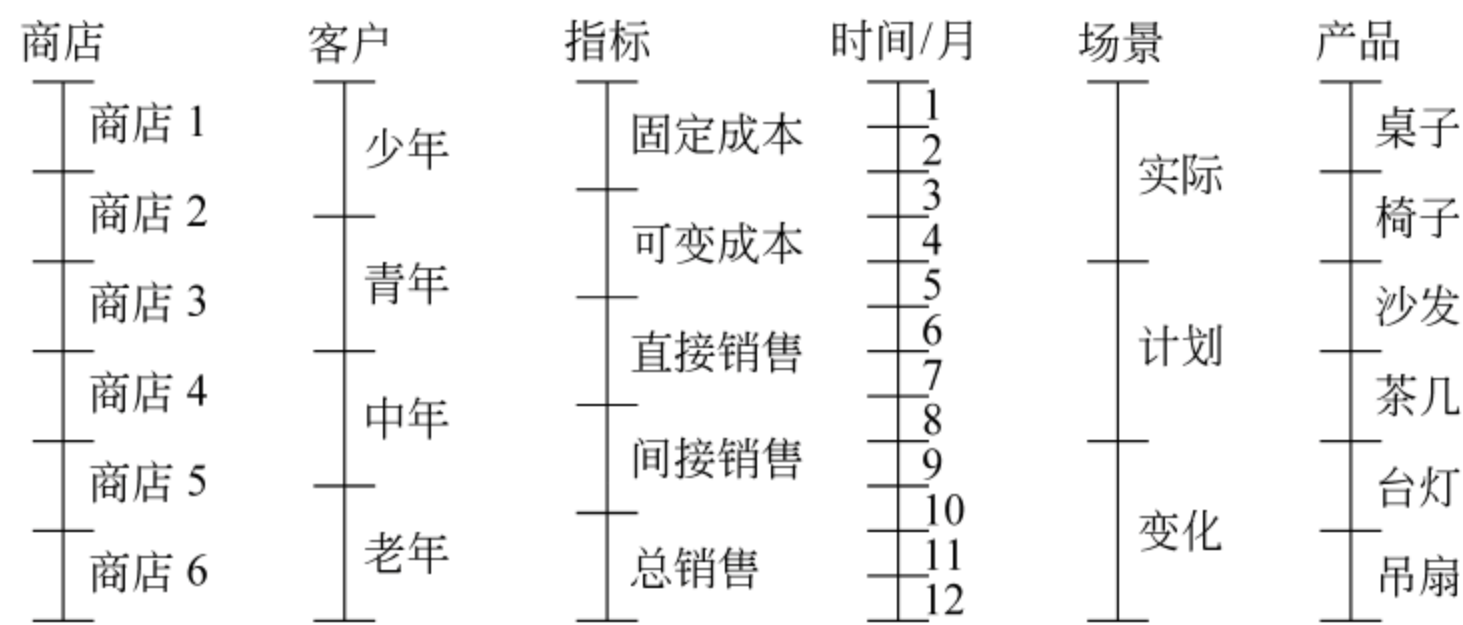 商店
商店 1
商店 2
商店 3
商店 4
商店 5
商店 6
客户
少年
青年
中年
老年
指标
固定成本
可变成本
直接销售
间接销售
总销售
时间/月
1
2
3
4
5
6
7
8
9
10
11
12
场景
实际
计划
变化
产品
桌子
椅子
沙发
茶几
台灯
吊扇